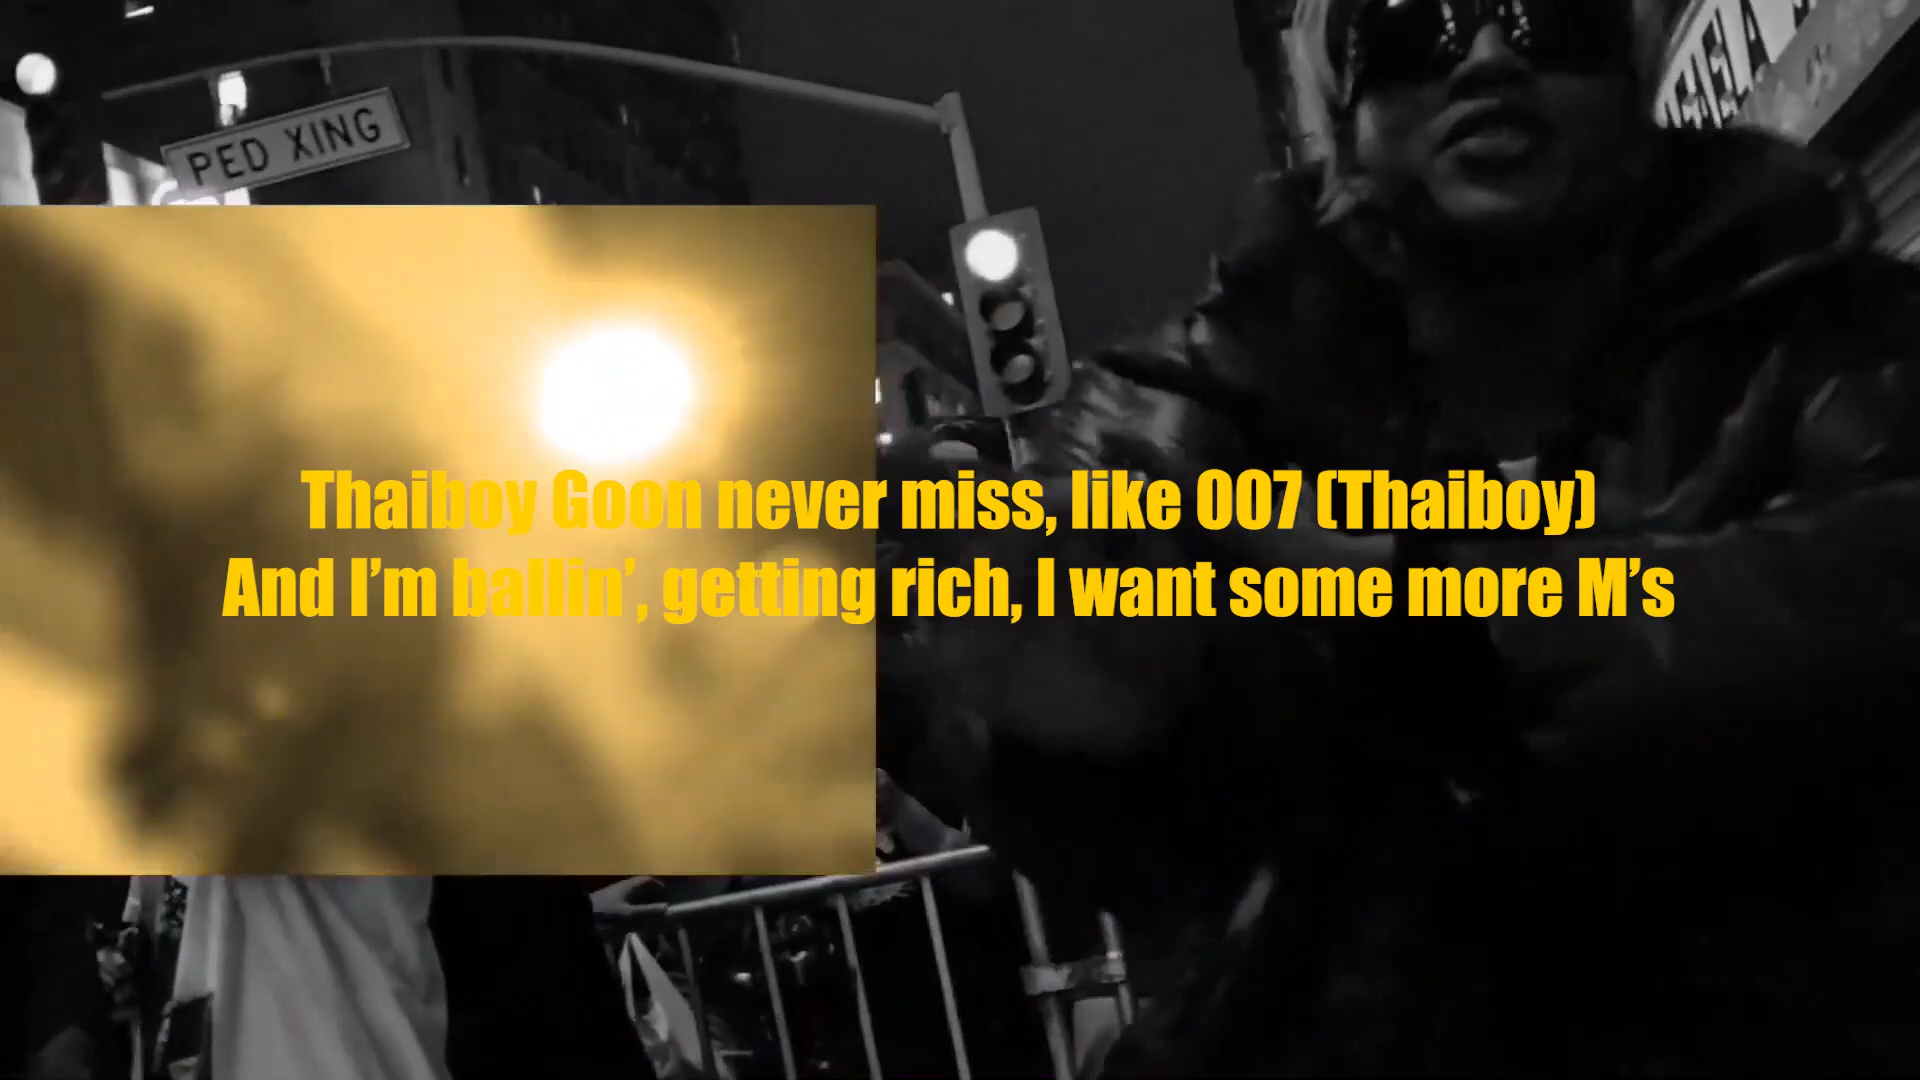 PED XING
Thaiboy Goon never miss, like 007 (Thaiboy)
And I’m ballin’, getting rich, I want some more M’s